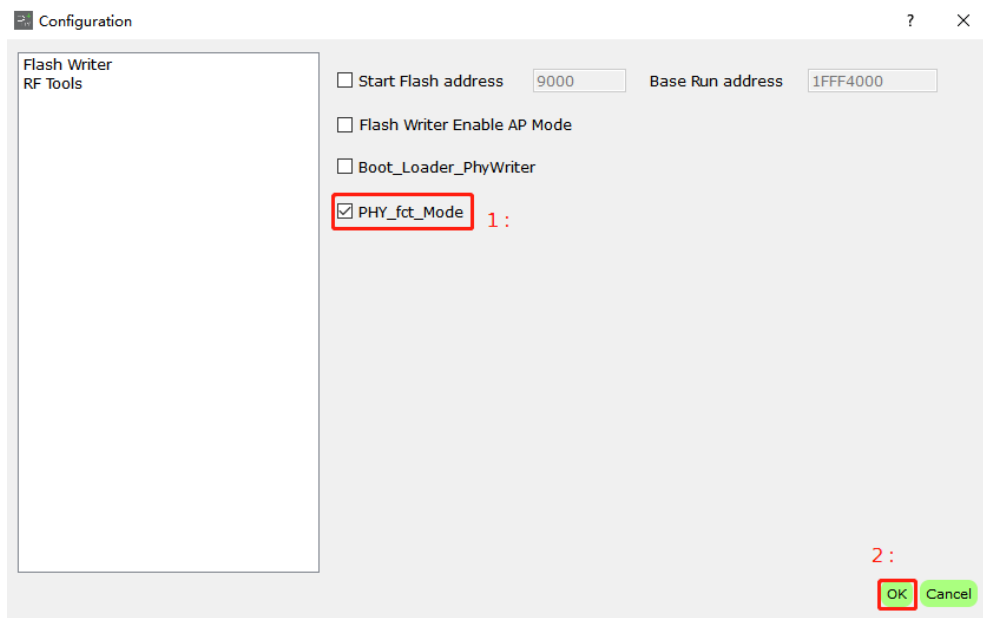 Configuration
?
Flash Writer
RF Tools
Start Flash address 9000 Base Run address 1FFF4000
Flash Writer Enable AP Mode
Boot_Loader_PhyWriter
PHY_fct_Mode
1 :
2 :
OK Cancel